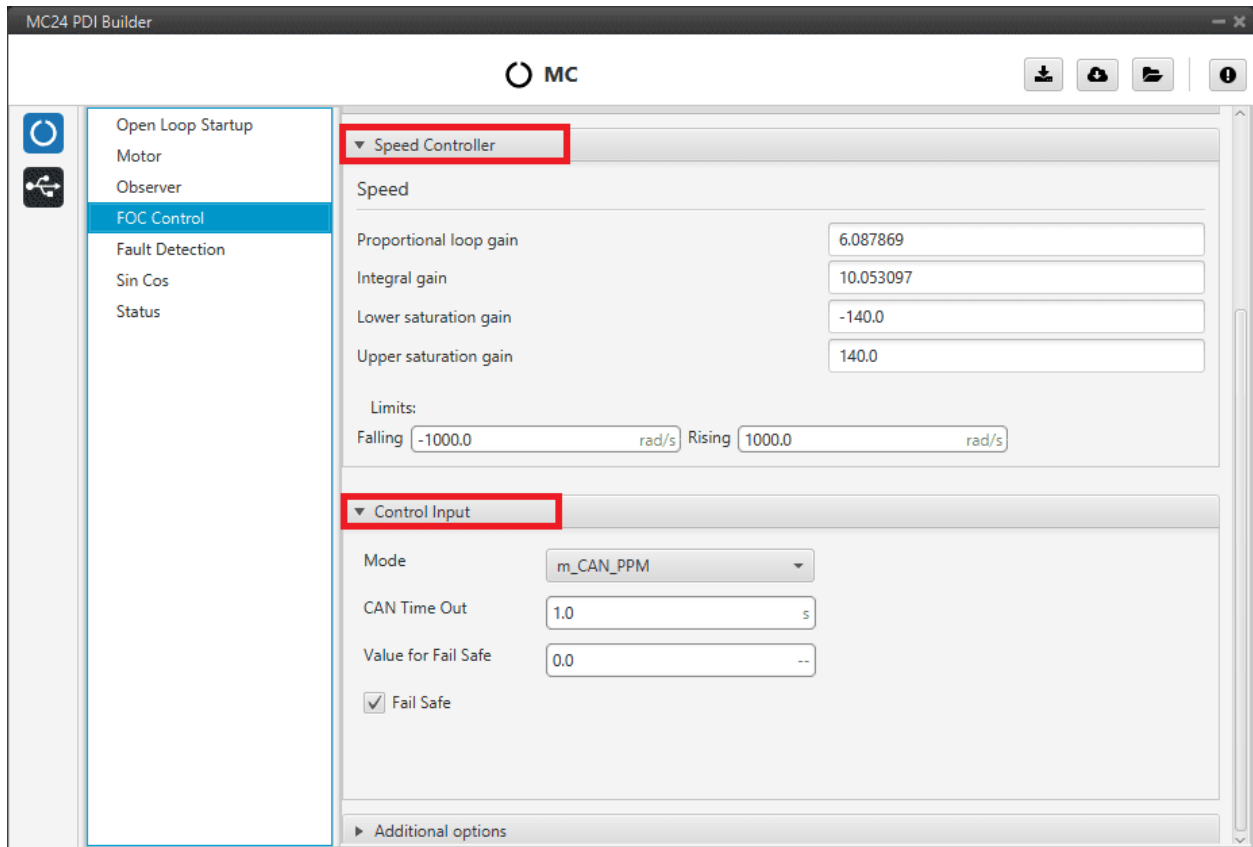 MC24 PDI Builder
MC
Open Loop Startup
Motor
Observer
FOC Control
Fault Detection
Sin Cos
Status
Speed Controller
Speed
Proportional loop gain 6.087869
Integral gain 10.053097
Lower saturation gain -140.0
Upper saturation gain 140.0
Limits:
Falling -1000.0 rad/s Rising 1000.0 rad/s
Control Input
Mode m_CAN_PPM
CAN Time Out 1.0 s
Value for Fail Safe 0.0 --
Fail Safe
Additional options